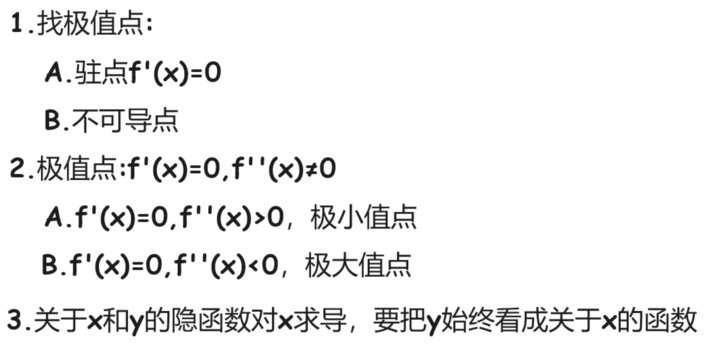 1.找极值点:
A.驻点f'(x)=0
B.不可导点
2.极值点:f'(x)=0,f''(x)≠0
A.f'(x)=0,f''(x)>0，极小值点
B.f'(x)=0,f''(x)<0，极大值点
3.关于x和y的隐函数对x求导，要把y始终看成关于x的函数